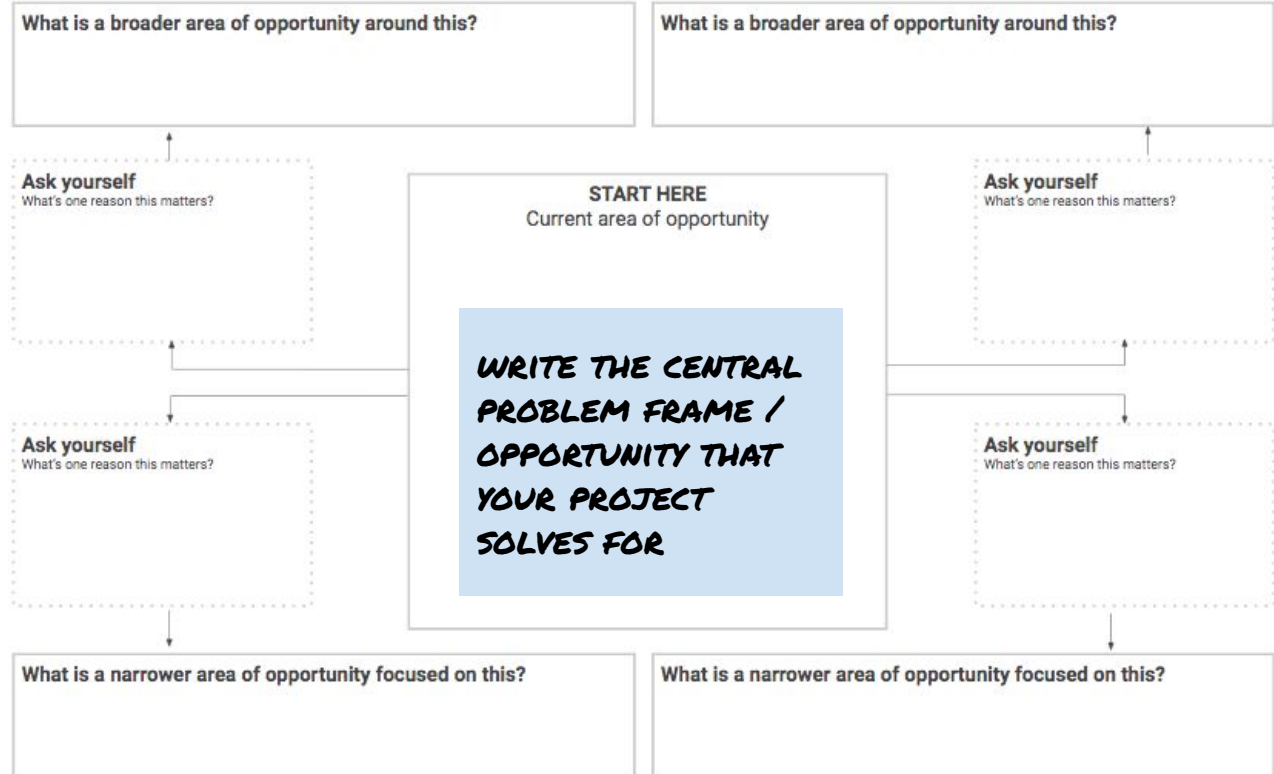 What is a broader area of opportunity around this?
What is a broader area of opportunity around this?
Ask yourself
What's one reason this matters?
START HERE
Current area of opportunity
Ask yourself
What's one reason this matters?
WRITE THE CENTRAL
PROBLEM FRAME /
OPPORTUNITY THAT
YOUR PROJECT
SOLVES FOR
Ask yourself
What's one reason this matters?
Ask yourself
What's one reason this matters?
What is a narrower area of opportunity focused on this?
What is a narrower area of opportunity focused on this?